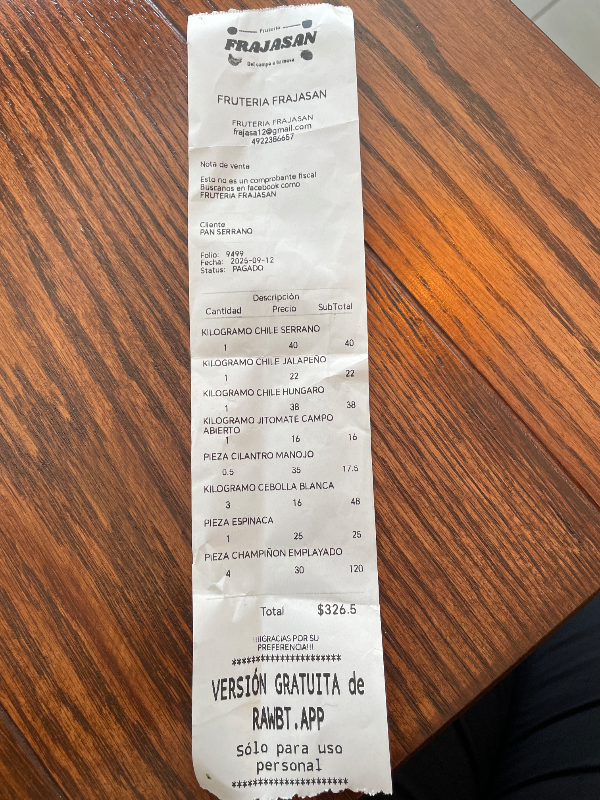 Fruteria
FRAJASAN
Del campo a tu mesa
FRUTERIA FRAJASAN
FRUTERIA FRAJASAN
frajasa12@gmail.com
4922386657
Nota de venta
Esto no es un comprobante fiscal
Buscanos en facebook como
FRUTERIA FRAJASAN
Cliente
PAN SERRANO
Folio: 9499
Fecha: 2025-09-12
Status: PAGADO
Descripción
Cantidad Precio SubTotal
KILOGRAMO CHILE SERRANO
1 40 40
KILOGRAMO CHILE JALAPEÑO
1 22 22
KILOGRAMO CHILE HUNGARO
1 38 38
KILOGRAMO JITOMATE CAMPO
ABIERTO
1 16 16
PIEZA CILANTRO MANOJO
0.5 35 17.5
KILOGRAMO CEBOLLA BLANCA
3 16 48
PIEZA ESPINACA
1 25 25
PIEZA CHAMPIÑON EMPLAYADO
4 30 120
Total $326.5
!!!GRACIAS POR SU
PREFERENCIA!!!
**********************
VERSIÓN GRATUITA de
RAWBT.APP
sólo para uso
personal
**********************